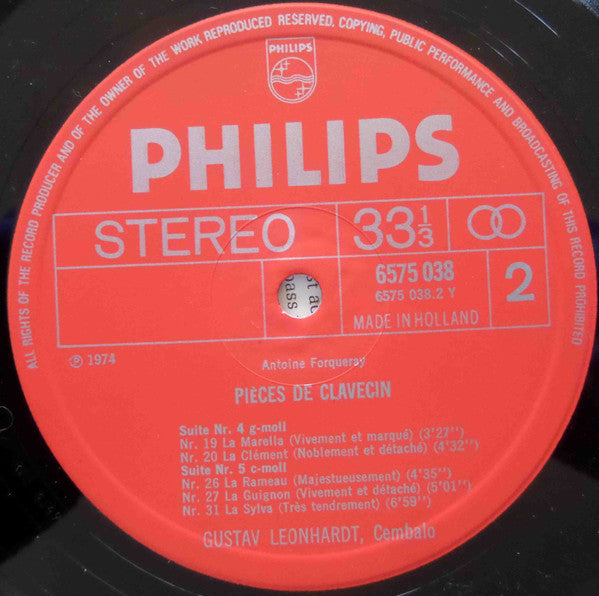 ALL RIGHTS OF THE RECORD PRODUCER AND OF THE OWNER OF THE WORK REPRODUCED RESERVED, COPYING, PUBLIC PERFORMANCE AND BROADCASTING OF THIS RECORD PROHIBITED
PHILIPS
PHILIPS
STEREO 33⅓
6575 038
6575 038.2 Y
2
MADE IN HOLLAND
℗ 1974
Antoine Forqueray
PIÈCES DE CLAVECIN
Suite Nr. 4 g-moll
Nr. 19 La Marella (Vivement et marqué) (3'27'')
Nr. 20 La Clément (Noblement et détaché) (4'32'')
Suite Nr. 5 c-moll
Nr. 26 La Rameau (Majestueusement) (4'35'')
Nr. 27 La Guignon (Vivement et détaché) (5'01'')
Nr. 31 La Sylva (Très tendrement) (6'59'')
GUSTAV LEONHARDT, Cembalo